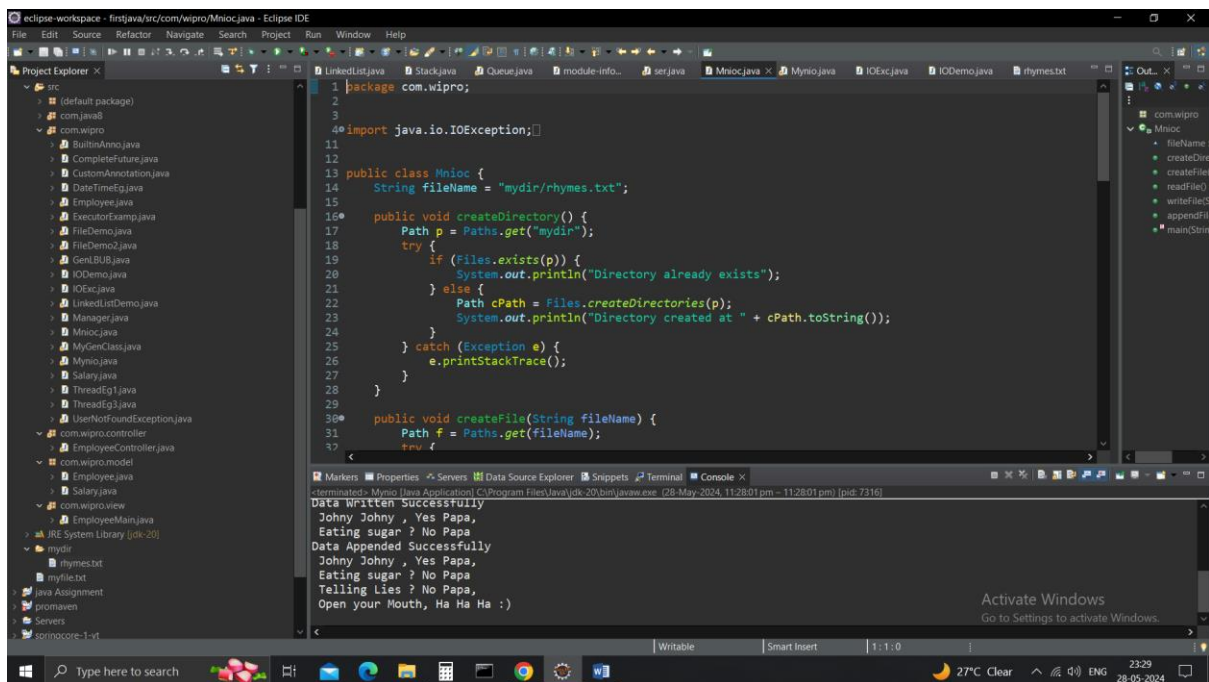 eclipse-workspace - firstjava/src/com/wipro/Mnioc.java - Eclipse IDE
File Edit Source Refactor Navigate Search Project Run Window Help
Project Explorer
src
(default package)
com.java8
com.wipro
BuiltinAnno.java
CompleteFuture.java
CustomAnnotation.java
DateTimeEg.java
Employee.java
ExecutorExamp.java
FileDemo.java
FileDemo2.java
GenLBUB.java
IODemo.java
IOExc.java
LinkedListDemo.java
Manager.java
Mnioc.java
MyGenClass.java
Mynio.java
Salary.java
ThreadEg1.java
ThreadEg3.java
UserNotFoundException.java
com.wipro.controller
EmployeeController.java
com.wipro.model
Employee.java
Salary.java
com.wipro.view
EmployeeMain.java
JRE System Library [jdk-20]
mydir
rhymes.txt
myfile.txt
java Assignment
promaven
Servers
springcore-1-vt
LinkedList.java Stack.java Queue.java module-info... ser.java Mnioc.java Mynio.java IOExc.java IODemo.java rhymes.txt
1 package com.wipro;
2
3
4 import java.io.IOException;
11
12
13 public class Mnioc {
14 String fileName = "mydir/rhymes.txt";
15
16 public void createDirectory() {
17 Path p = Paths.get("mydir");
18 try {
19 if (Files.exists(p)) {
20 System.out.println("Directory already exists");
21 } else {
22 Path cPath = Files.createDirectories(p);
23 System.out.println("Directory created at " + cPath.toString());
24 }
25 } catch (Exception e) {
26 e.printStackTrace();
27 }
28 }
29
30 public void createFile(String fileName) {
31 Path f = Paths.get(fileName);
32 try {
Out...
com.wipro
Mnioc
fileName
createDire
createFile(
readFile()
writeFile(S
appendFil
main(Strin
Markers Properties Servers Data Source Explorer Snippets Terminal Console
<terminated> Mynio [Java Application] C:\Program Files\Java\jdk-20\bin\javaw.exe (28-May-2024, 11:28:01 pm – 11:28:01 pm) [pid: 7316]
Data Written Successfully
Johny Johny , Yes Papa,
Eating sugar ? No Papa
Data Appended Successfully
Johny Johny , Yes Papa,
Eating sugar ? No Papa
Telling Lies ? No Papa,
Open your Mouth, Ha Ha Ha :)
Activate Windows
Go to Settings to activate Windows.
Writable Smart Insert 1 : 1 : 0
Type here to search
27°C Clear ENG 23:29
28-05-2024